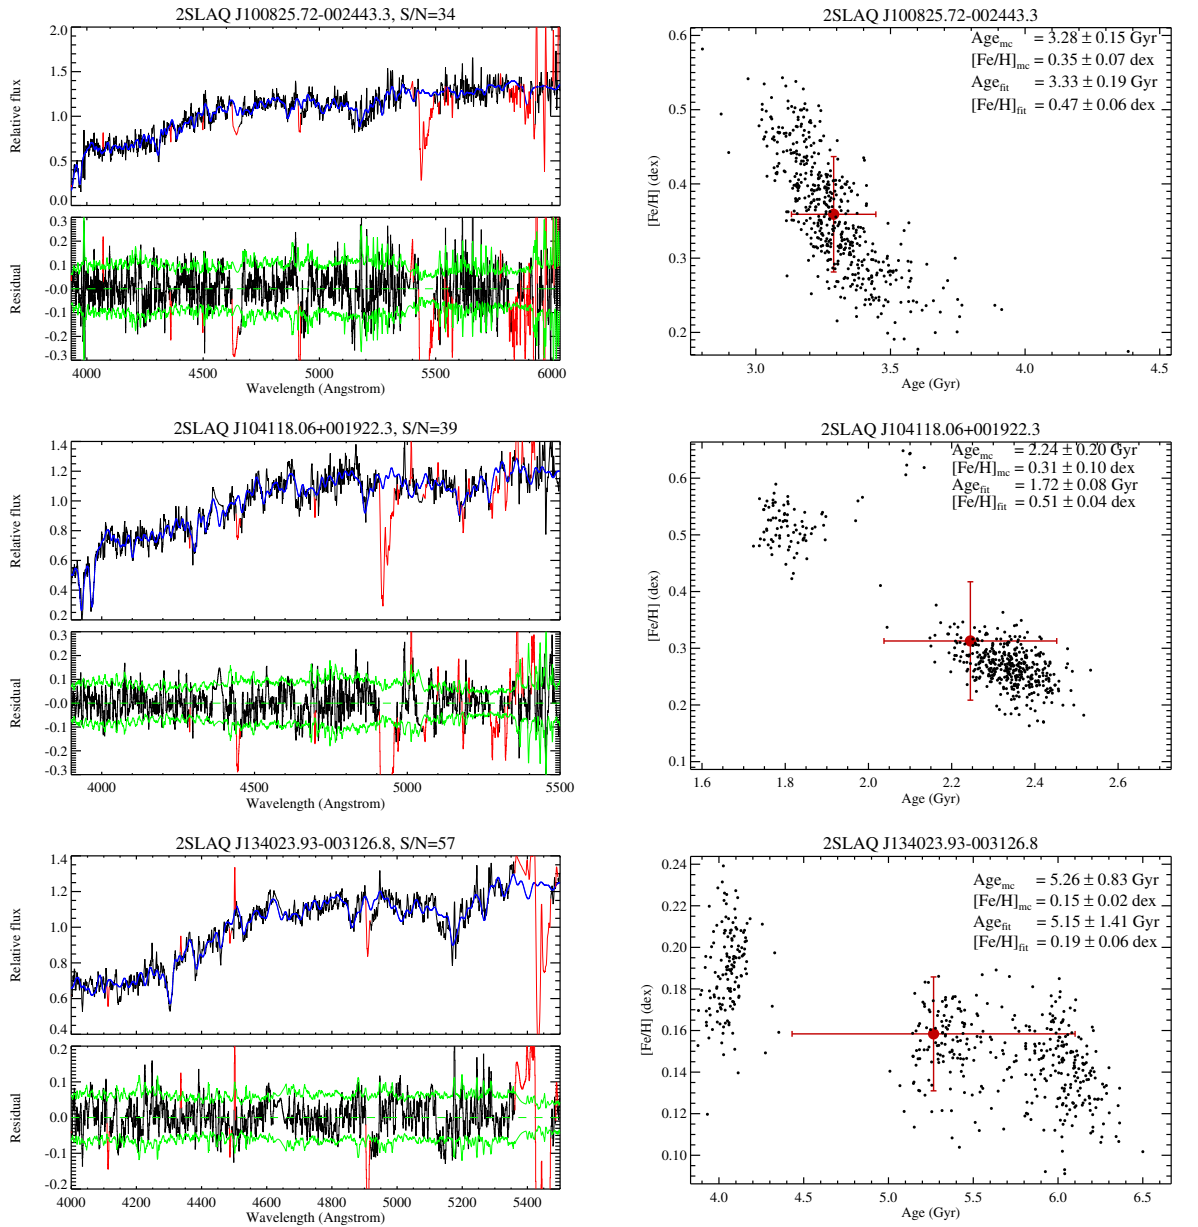 2SLAQ J100825.72-002443.3, S/N=34
2.0
1.5
1.0
0.5
0.0
Relative flux
0.3
0.2
0.1
-0.0
-0.1
-0.2
-0.3
Residual
4000 4500 5000 5500 6000
Wavelength (Angstrom)
2SLAQ J100825.72-002443.3
Age_mc = 3.28 ± 0.15 Gyr
[Fe/H]_mc = 0.35 ± 0.07 dex
Age_fit = 3.33 ± 0.19 Gyr
[Fe/H]_fit = 0.47 ± 0.06 dex
0.6
0.5
0.4
0.3
0.2
[Fe/H] (dex)
3.0 3.5 4.0 4.5
Age (Gyr)
2SLAQ J104118.06+001922.3, S/N=39
1.4
1.2
1.0
0.8
0.6
0.4
0.2
Relative flux
0.3
0.2
0.1
-0.0
-0.1
-0.2
-0.3
Residual
4000 4500 5000 5500
Wavelength (Angstrom)
2SLAQ J104118.06+001922.3
Age_mc = 2.24 ± 0.20 Gyr
[Fe/H]_mc = 0.31 ± 0.10 dex
Age_fit = 1.72 ± 0.08 Gyr
[Fe/H]_fit = 0.51 ± 0.04 dex
0.6
0.5
0.4
0.3
0.2
0.1
[Fe/H] (dex)
1.6 1.8 2.0 2.2 2.4 2.6
Age (Gyr)
2SLAQ J134023.93-003126.8, S/N=57
1.4
1.2
1.0
0.8
0.6
0.4
Relative flux
0.2
0.1
0.0
-0.1
-0.2
Residual
4000 4200 4400 4600 4800 5000 5200 5400
Wavelength (Angstrom)
2SLAQ J134023.93-003126.8
Age_mc = 5.26 ± 0.83 Gyr
[Fe/H]_mc = 0.15 ± 0.02 dex
Age_fit = 5.15 ± 1.41 Gyr
[Fe/H]_fit = 0.19 ± 0.06 dex
0.24
0.22
0.20
0.18
0.16
0.14
0.12
0.10
[Fe/H] (dex)
4.0 4.5 5.0 5.5 6.0 6.5
Age (Gyr)